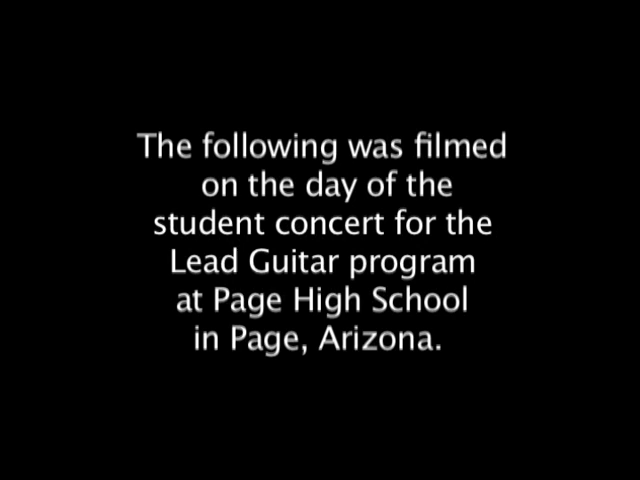 The following was filmed
on the day of the
student concert for the
Lead Guitar program
at Page High School
in Page, Arizona.